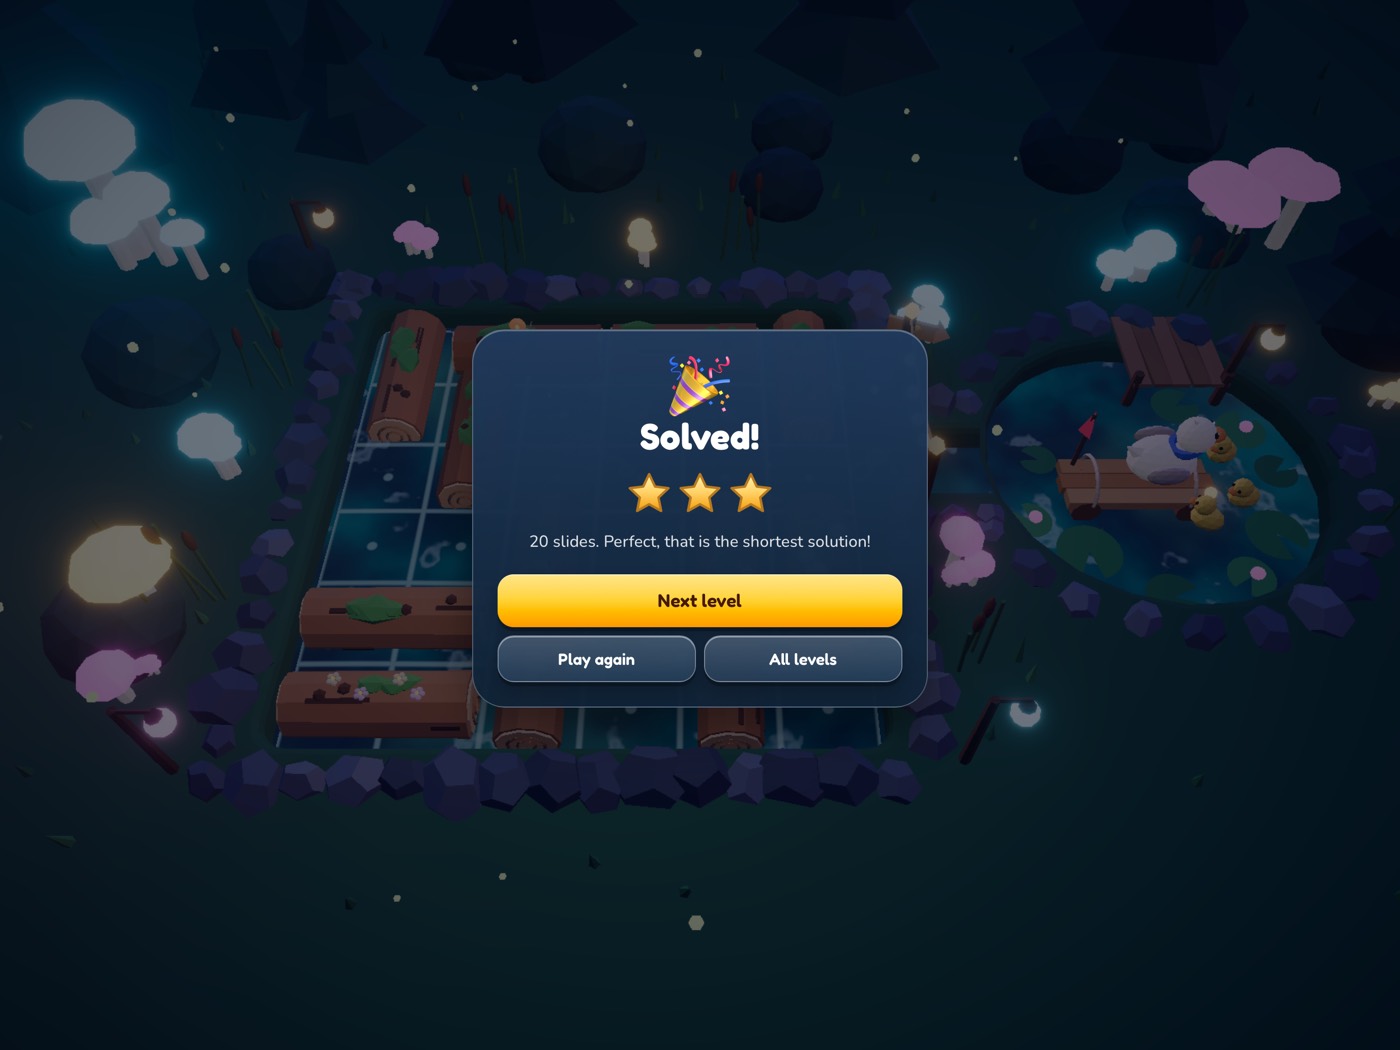 Solved!
20 slides. Perfect, that is the shortest solution!
Next level
Play again
All levels